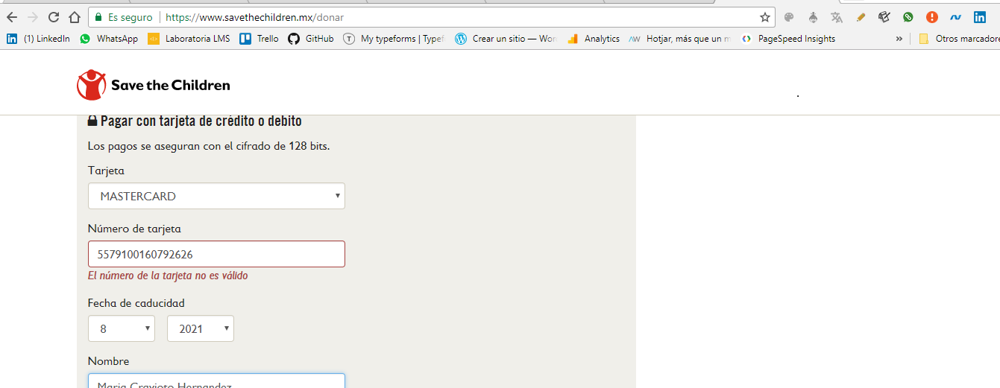 Es seguro https://www.savethechildren.mx/donar
(1) LinkedIn WhatsApp Laboratoria LMS Trello GitHub My typeforms | Typef Crear un sitio — Wor Analytics Hotjar, más que un m PageSpeed Insights » Otros marcadore
Save the Children
Pagar con tarjeta de crédito o debito
Los pagos se aseguran con el cifrado de 128 bits.
Tarjeta
MASTERCARD
Número de tarjeta
5579100160792626
El número de la tarjeta no es válido
Fecha de caducidad
8 2021
Nombre
Maria Cravioto Hernandez